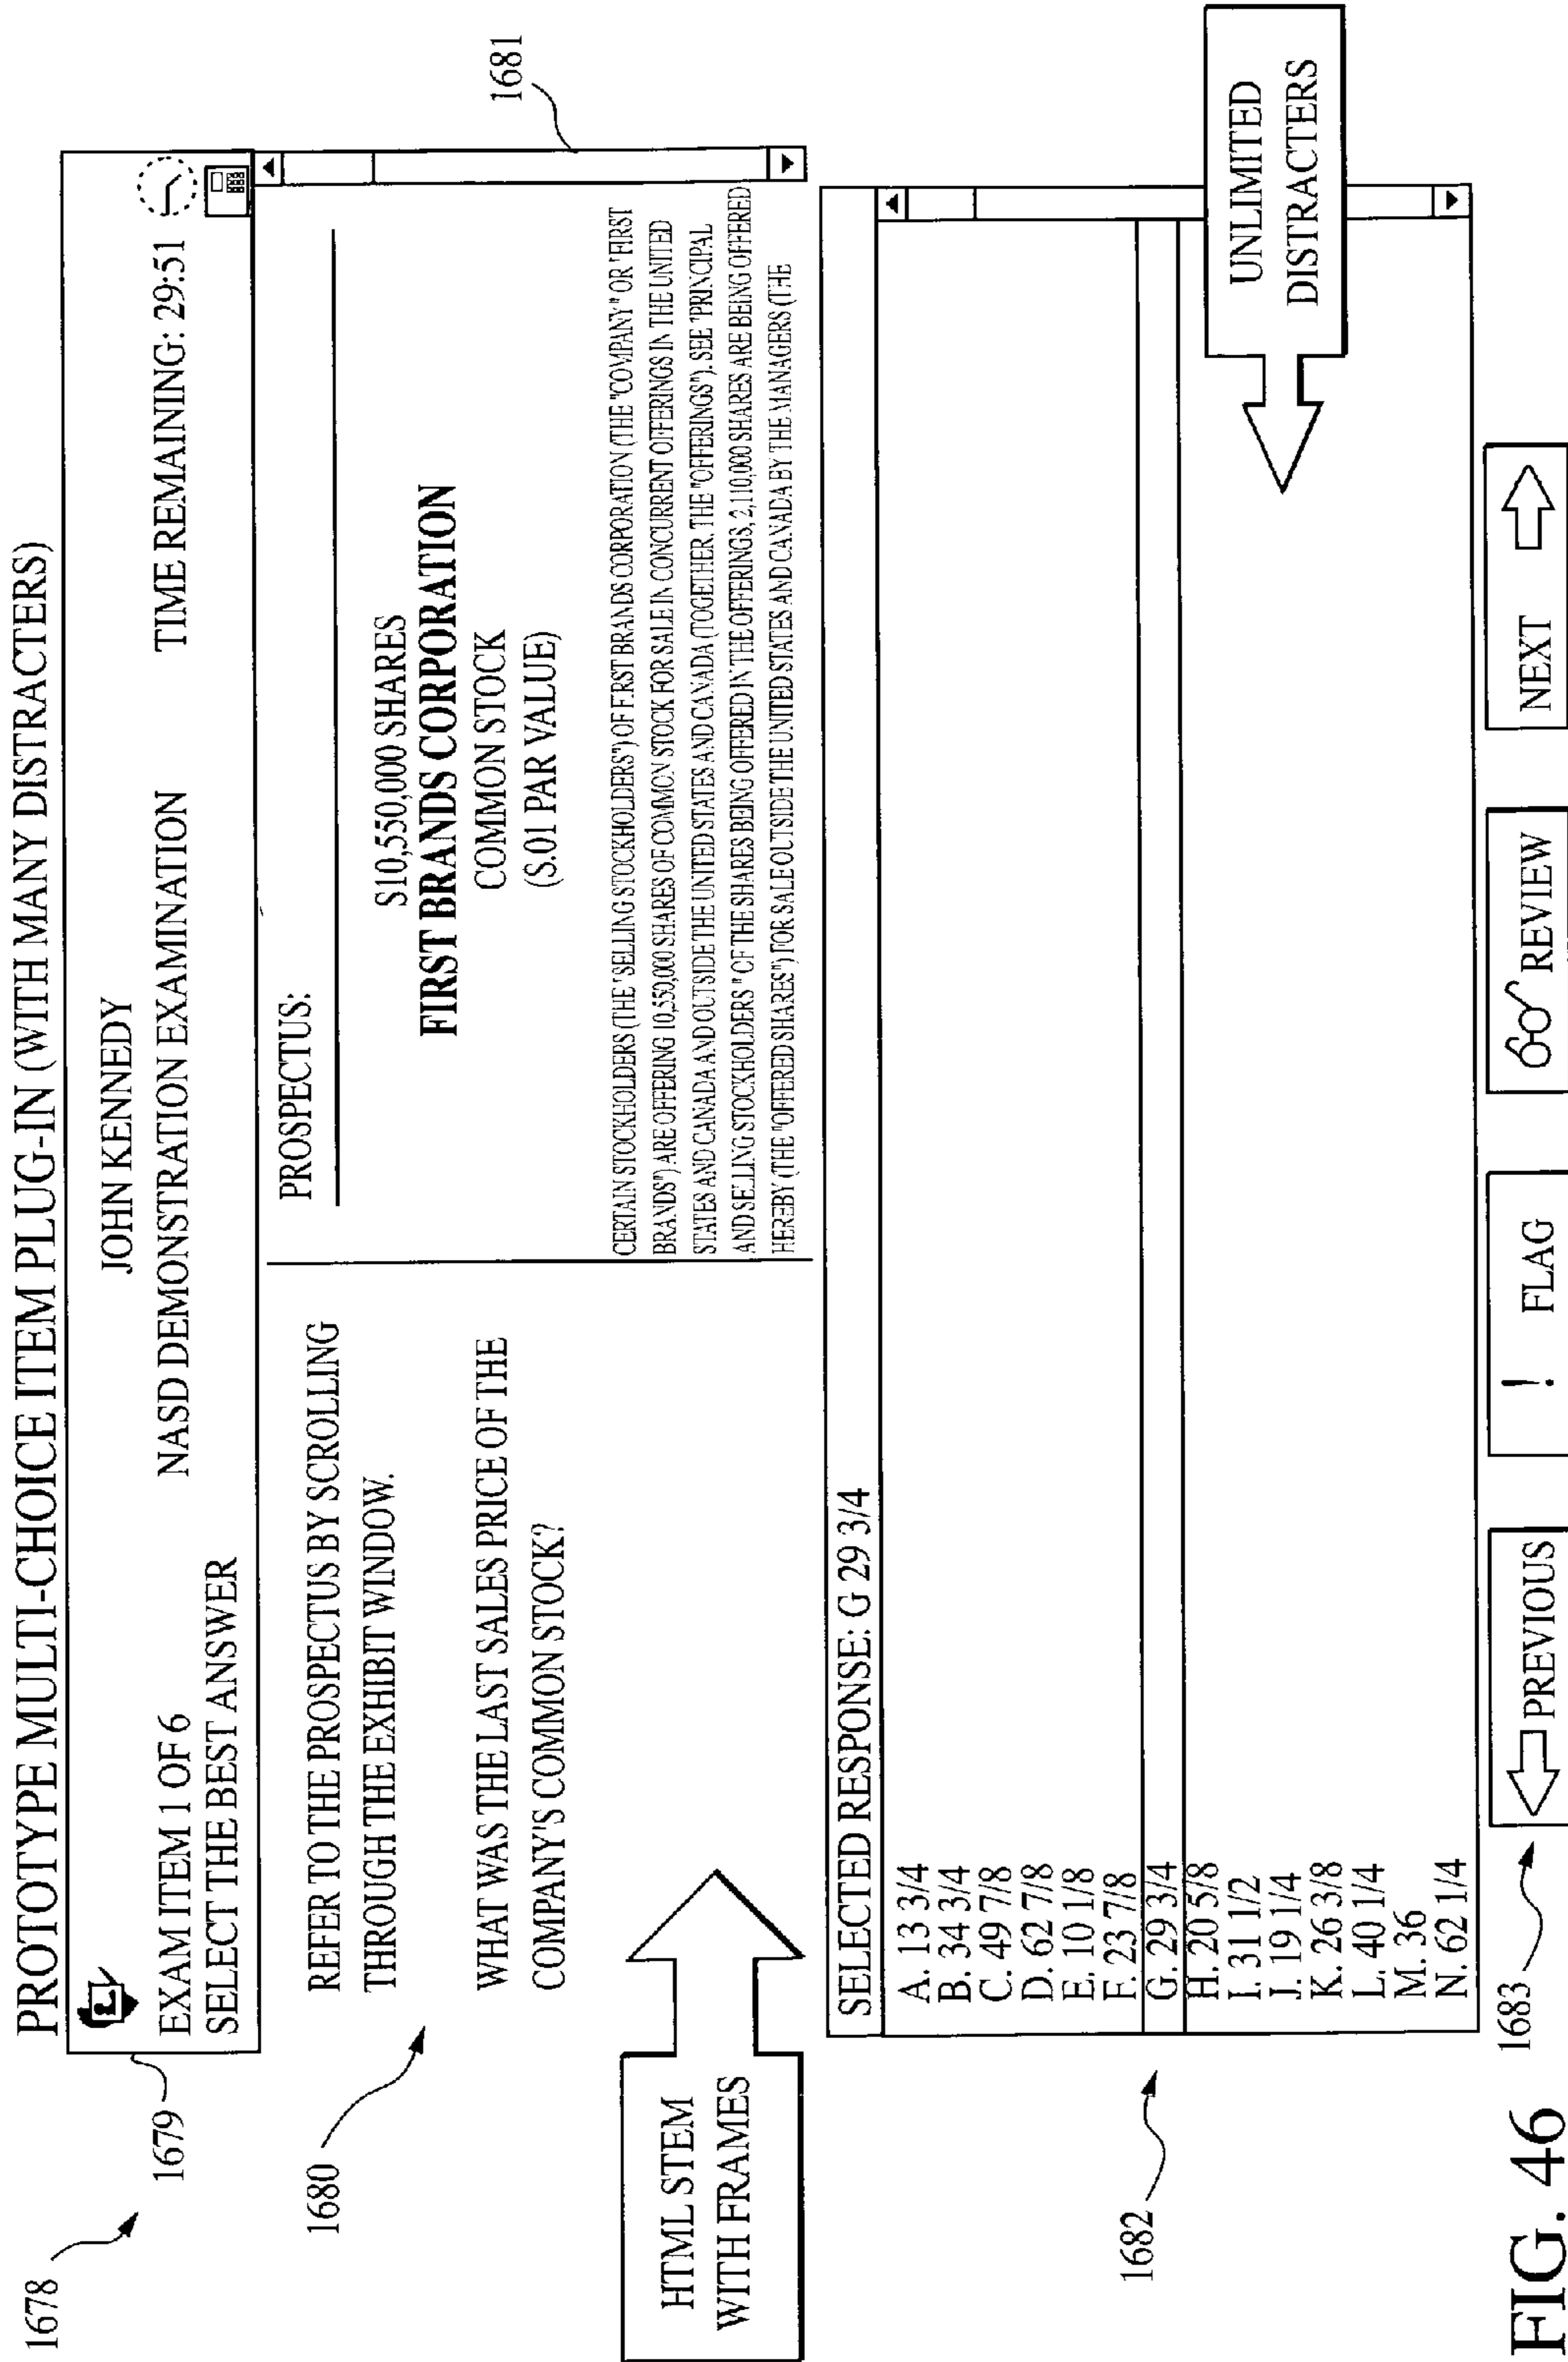 PROTOTYPE MULTI-CHOICE ITEM PLUG-IN (WITH MANY DISTRACTERS)
1678
1679
JOHN KENNEDY
EXAM ITEM 1 OF 6
NASD DEMONSTRATION EXAMINATION
TIME REMAINING: 29:51
SELECT THE BEST ANSWER
1680
REFER TO THE PROSPECTUS BY SCROLLING
THROUGH THE EXHIBIT WINDOW.
WHAT WAS THE LAST SALES PRICE OF THE
COMPANY'S COMMON STOCK?
HTML STEM
WITH FRAMES
PROSPECTUS:
S10,550,000 SHARES
FIRST BRANDS CORPORATION
COMMON STOCK
(S.01 PAR VALUE)
CERTAIN STOCKHOLDERS (THE 'SELLING STOCKHOLDERS") OF FIRST BRANDS CORPORATION (THE "COMPANY" OR 'FIRST
BRANDS") ARE OFFERING 10,550,000 SHARES OF COMMON STOCK FOR SALE IN CONCURRENT OFFERINGS IN THE UNITED
STATES AND CANADA AND OUTSIDE THE UNITED STATES AND CANADA (TOGETHER, THE "OFFERINGS"). SEE 'PRINCIPAL
AND SELLING STOCKHOLDERS " OF THE SHARES BEING OFFERED IN THE OFFERINGS, 2,110,000 SHARES ARE BEING OFFERED
HEREBY (THE "OFFERED SHARES") FOR SALE OUTSIDE THE UNITED STATES AND CANADA BY THE MANAGERS (THE
1681
SELECTED RESPONSE: G 29 3/4
A. 13 3/4
B. 34 3/4
C. 49 7/8
D. 62 7/8
E. 10 1/8
F. 23 7/8
G. 29 3/4
H. 20 5/8
I. 31 1/2
J. 19 1/4
K. 26 3/8
L. 40 1/4
M. 36
N. 62 1/4
1682
UNLIMITED
DISTRACTERS
1683
PREVIOUS
! FLAG
REVIEW
NEXT
FIG. 46